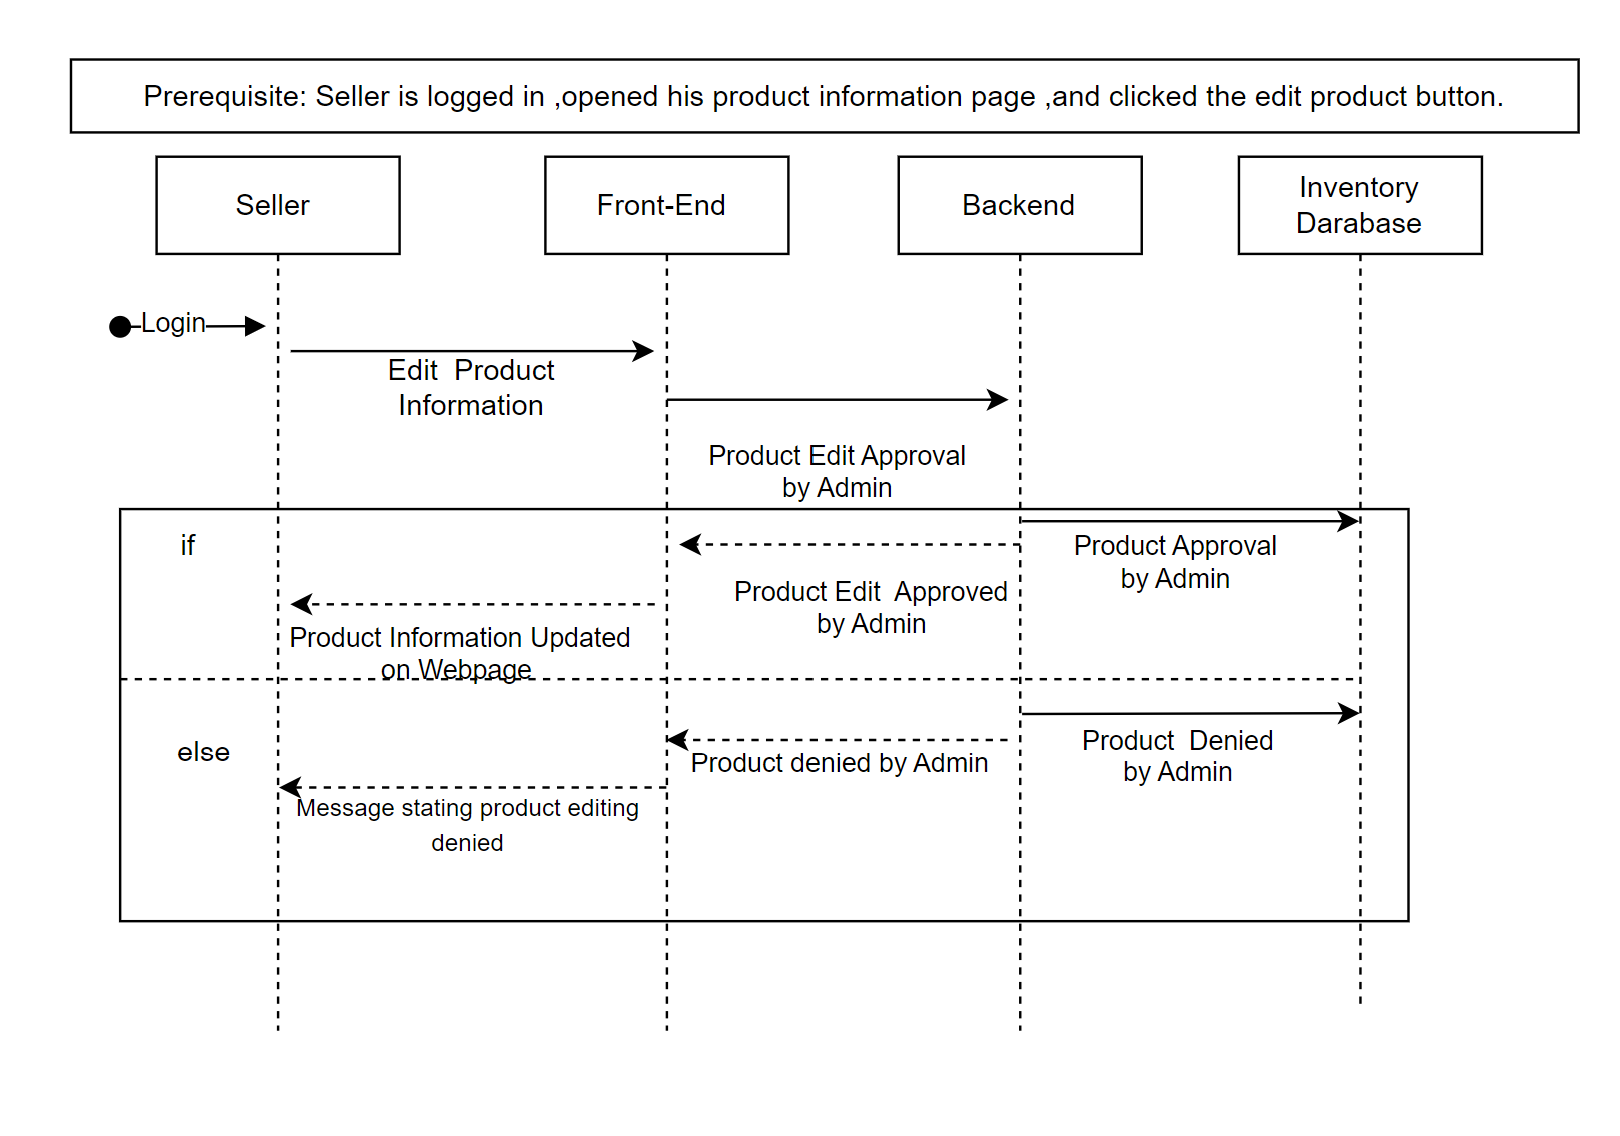 Prerequisite: Seller is logged in ,opened his product information page ,and clicked the edit product button.
Seller
Front-End
Backend
Inventory
Darabase
Login
Edit  Product
Information
Product Edit Approval
by Admin
if
Product Approval
by Admin
Product Edit  Approved
by Admin
Product Information Updated
on Webpage
else
Product  Denied
by Admin
Product denied by Admin
Message stating product editing
denied